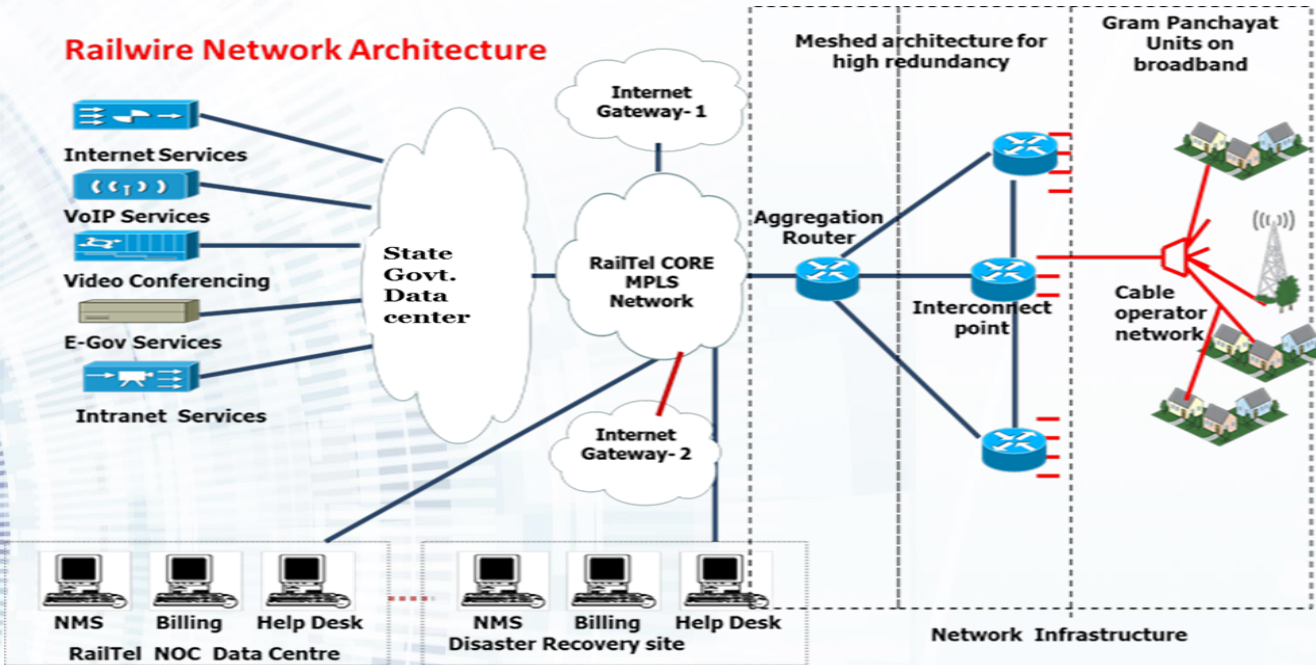 Railwire Network Architecture
Internet Services
VoIP Services
Video Conferencing
E-Gov Services
Intranet Services
State
Govt.
Data
center
Internet
Gateway- 1
RailTel CORE
MPLS
Network
Internet
Gateway- 2
Meshed architecture for
high redundancy
Aggregation
Router
Interconnect
point
Gram Panchayat
Units on
broadband
Cable
operator
network
NMS
Billing
Help Desk
RailTel NOC Data Centre
NMS
Billing
Help Desk
Disaster Recovery site
Network Infrastructure